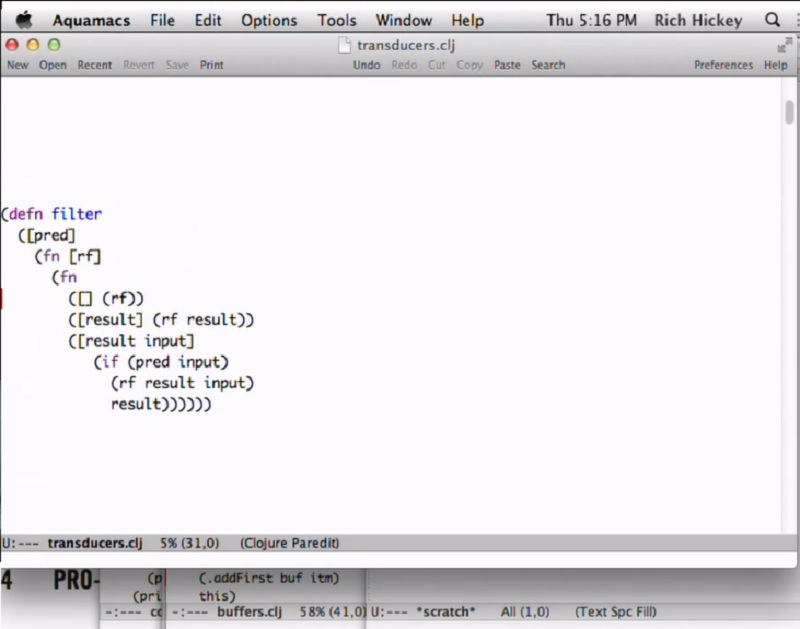 Aquamacs File Edit Options Tools Window Help Thu 5:16 PM Rich Hickey
transducers.clj
New Open Recent Revert Save Print Undo Redo Cut Copy Paste Search Preferences Help
(defn filter
([pred]
(fn [rf]
(fn
([] (rf))
([result] (rf result))
([result input]
(if (pred input)
(rf result input)
result))))))
U:--- transducers.clj 5% (31,0) (Clojure Paredit)
4 PRO-
(p
(pri
-:--- cc
(.addFirst buf itm)
this)
-:--- buffers.clj 58% (41,0)
U:--- *scratch* All (1,0) (Text Spc Fill)